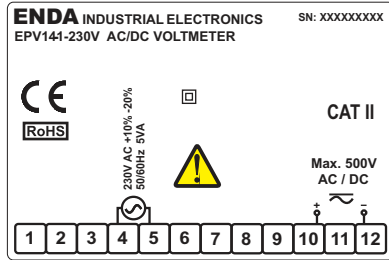 ENDA INDUSTRIAL ELECTRONICS
SN: XXXXXXXXX
EPV141-230V AC/DC VOLTMETER
CE
RoHS
230V AC +10% -20%
50/60Hz 5VA
CAT II
Max. 500V
AC / DC
+ –
1 2 3 4 5 6 7 8 9 10 11 12